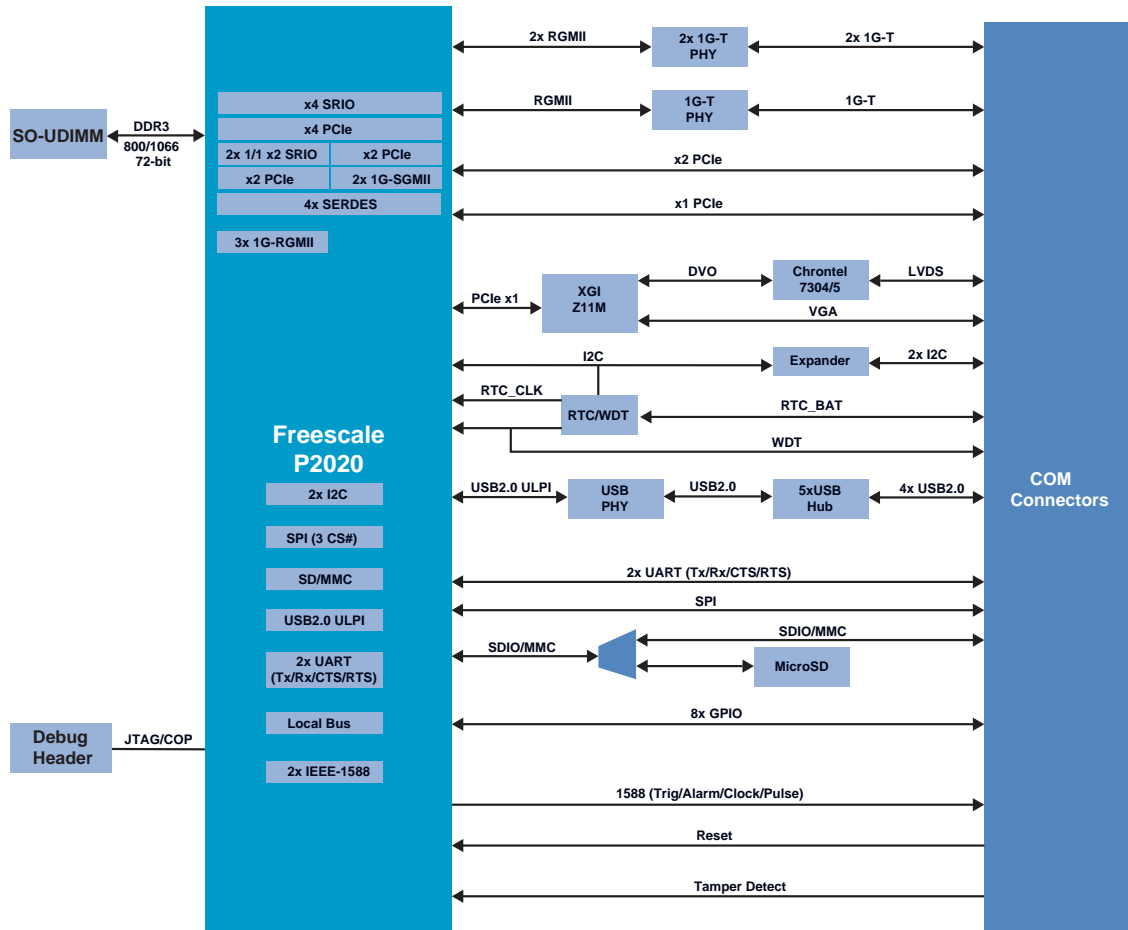 SO-UDIMM
DDR3
800/1066
72-bit
Debug
Header
JTAG/COP
x4 SRIO
x4 PCIe
2x 1/1 x2 SRIO
x2 PCIe
x2 PCIe
2x 1G-SGMII
4x SERDES
3x 1G-RGMII
Freescale
P2020
2x I2C
SPI (3 CS#)
SD/MMC
USB2.0 ULPI
2x UART
(Tx/Rx/CTS/RTS)
Local Bus
2x IEEE-1588
2x RGMII
2x 1G-T
PHY
2x 1G-T
RGMII
1G-T
PHY
1G-T
x2 PCIe
x1 PCIe
PCIe x1
XGI
Z11M
DVO
Chrontel
7304/5
LVDS
VGA
I2C
Expander
2x I2C
RTC_CLK
RTC/WDT
RTC_BAT
WDT
USB2.0 ULPI
USB
PHY
USB2.0
5xUSB
Hub
4x USB2.0
2x UART (Tx/Rx/CTS/RTS)
SPI
SDIO/MMC
SDIO/MMC
MicroSD
8x GPIO
1588 (Trig/Alarm/Clock/Pulse)
Reset
Tamper Detect
COM
Connectors